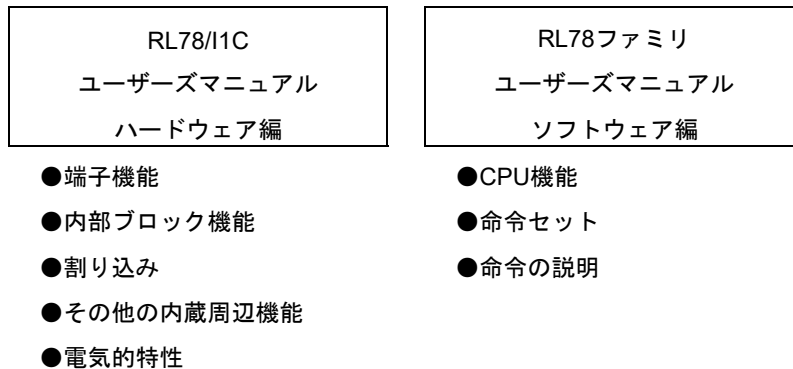 RL78/I1C
ユーザーズマニュアル
ハードウェア編
●端子機能
●内部ブロック機能
●割り込み
●その他の内蔵周辺機能
●電気的特性
RL78ファミリ
ユーザーズマニュアル
ソフトウェア編
●CPU機能
●命令セット
●命令の説明